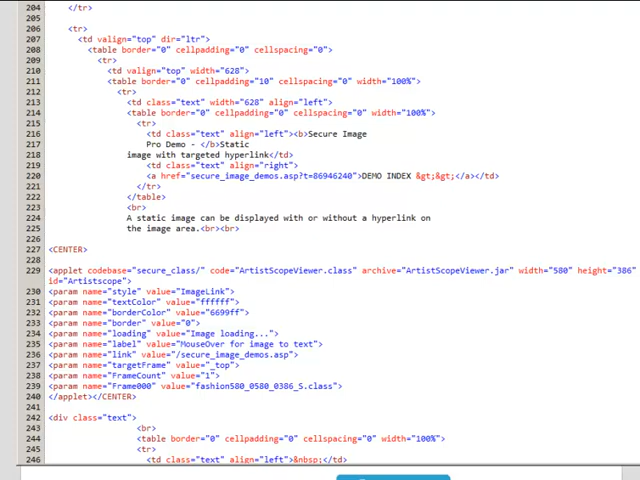 204 </tr>
205
206 <tr>
207 <td valign="top" dir="ltr">
208 <table border="0" cellpadding="0" cellspacing="0">
209 <tr>
210 <td valign="top" width="628">
211 <table border="0" cellpadding="10" cellspacing="0" width="100%">
212 <tr>
213 <td class="text" width="628" align="left">
214 <table border="0" cellpadding="0" cellspacing="0" width="100%">
215 <tr>
216 <td class="text" align="left"><b>Secure Image
217 Pro Demo - </b>Static
218 image with targeted hyperlink</td>
219 <td class="text" align="right">
220 <a href="secure_image_demos.asp?t=86946240">DEMO INDEX &gt;&gt;</a></td>
221 </tr>
222 </table>
223 <br>
224 A static image can be displayed with or without a hyperlink on
225 the image area.<br><br>
226
227 <CENTER>
228
229 <applet codebase="secure_class/" code="ArtistScopeViewer.class" archive="ArtistScopeViewer.jar" width="580" height="386"
id="Artistscope">
230 <param name="style" value="ImageLink">
231 <param name="textColor" value="ffffff">
232 <param name="borderColor" value="6699ff">
233 <param name="border" value="0">
234 <param name="loading" value="Image loading...">
235 <param name="label" value="MouseOver for image to text">
236 <param name="link" value="/secure_image_demos.asp">
237 <param name="targetFrame" value="_top">
238 <param name="FrameCount" value="1">
239 <param name="Frame000" value="fashion580_0580_0386_S.class">
240 </applet></CENTER>
241
242 <div class="text">
243 <br>
244 <table border="0" cellpadding="0" cellspacing="0" width="100%">
245 <tr>
246 <td class="text" align="left">&nbsp;</td>